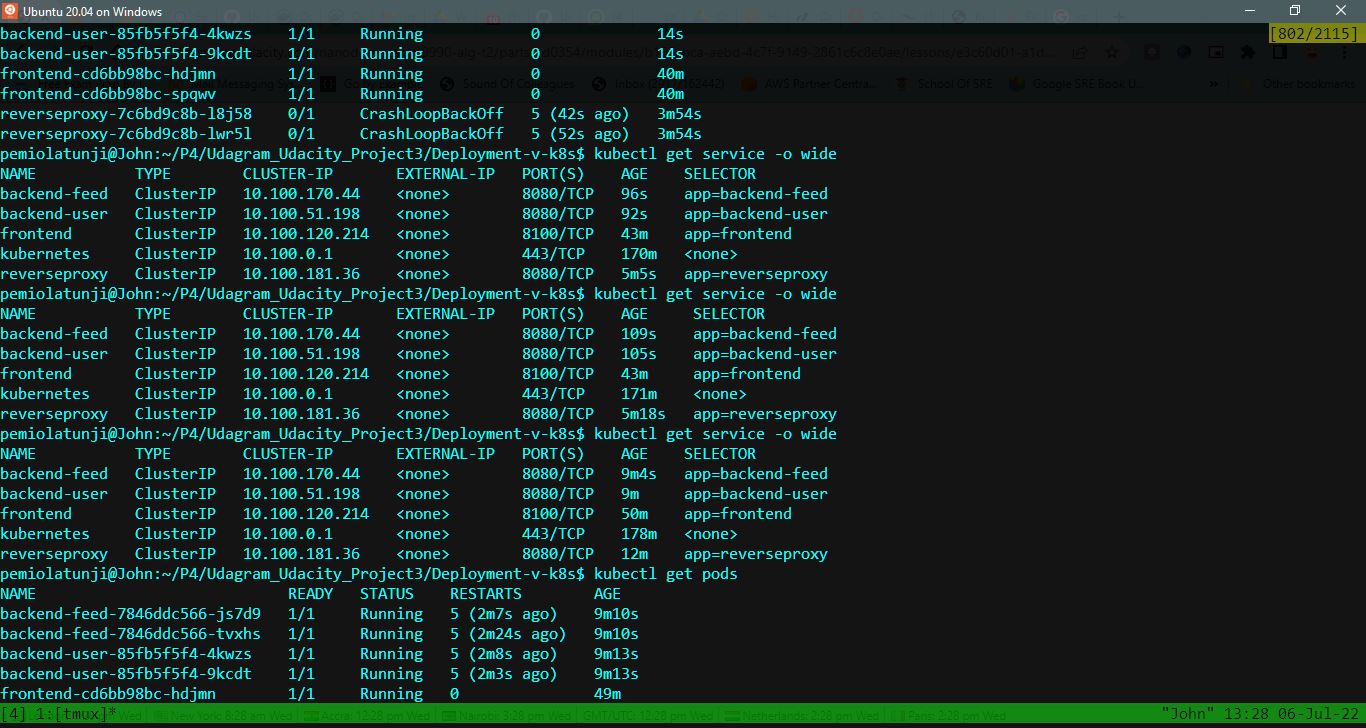 Ubuntu 20.04 on Windows
[802/2115]
backend-user-85fb5f5f4-4kwzs 1/1 Running 0 14s
backend-user-85fb5f5f4-9kcdt 1/1 Running 0 14s
frontend-cd6bb98bc-hdjmn 1/1 Running 0 40m
frontend-cd6bb98bc-spqwv 1/1 Running 0 40m
reverseproxy-7c6bd9c8b-l8j58 0/1 CrashLoopBackOff 5 (42s ago) 3m54s
reverseproxy-7c6bd9c8b-lwr5l 0/1 CrashLoopBackOff 5 (52s ago) 3m54s
pemiolatunji@John:~/P4/Udagram_Udacity_Project3/Deployment-v-k8s$ kubectl get service -o wide
NAME TYPE CLUSTER-IP EXTERNAL-IP PORT(S) AGE SELECTOR
backend-feed ClusterIP 10.100.170.44 <none> 8080/TCP 96s app=backend-feed
backend-user ClusterIP 10.100.51.198 <none> 8080/TCP 92s app=backend-user
frontend ClusterIP 10.100.120.214 <none> 8100/TCP 43m app=frontend
kubernetes ClusterIP 10.100.0.1 <none> 443/TCP 170m <none>
reverseproxy ClusterIP 10.100.181.36 <none> 8080/TCP 5m5s app=reverseproxy
pemiolatunji@John:~/P4/Udagram_Udacity_Project3/Deployment-v-k8s$ kubectl get service -o wide
NAME TYPE CLUSTER-IP EXTERNAL-IP PORT(S) AGE SELECTOR
backend-feed ClusterIP 10.100.170.44 <none> 8080/TCP 109s app=backend-feed
backend-user ClusterIP 10.100.51.198 <none> 8080/TCP 105s app=backend-user
frontend ClusterIP 10.100.120.214 <none> 8100/TCP 43m app=frontend
kubernetes ClusterIP 10.100.0.1 <none> 443/TCP 171m <none>
reverseproxy ClusterIP 10.100.181.36 <none> 8080/TCP 5m18s app=reverseproxy
pemiolatunji@John:~/P4/Udagram_Udacity_Project3/Deployment-v-k8s$ kubectl get service -o wide
NAME TYPE CLUSTER-IP EXTERNAL-IP PORT(S) AGE SELECTOR
backend-feed ClusterIP 10.100.170.44 <none> 8080/TCP 9m4s app=backend-feed
backend-user ClusterIP 10.100.51.198 <none> 8080/TCP 9m app=backend-user
frontend ClusterIP 10.100.120.214 <none> 8100/TCP 50m app=frontend
kubernetes ClusterIP 10.100.0.1 <none> 443/TCP 178m <none>
reverseproxy ClusterIP 10.100.181.36 <none> 8080/TCP 12m app=reverseproxy
pemiolatunji@John:~/P4/Udagram_Udacity_Project3/Deployment-v-k8s$ kubectl get pods
NAME READY STATUS RESTARTS AGE
backend-feed-7846ddc566-js7d9 1/1 Running 5 (2m7s ago) 9m10s
backend-feed-7846ddc566-tvxhs 1/1 Running 5 (2m24s ago) 9m10s
backend-user-85fb5f5f4-4kwzs 1/1 Running 5 (2m8s ago) 9m13s
backend-user-85fb5f5f4-9kcdt 1/1 Running 5 (2m3s ago) 9m13s
frontend-cd6bb98bc-hdjmn 1/1 Running 0 49m
[4] 1:[tmux]* "John" 13:28 06-Jul-22